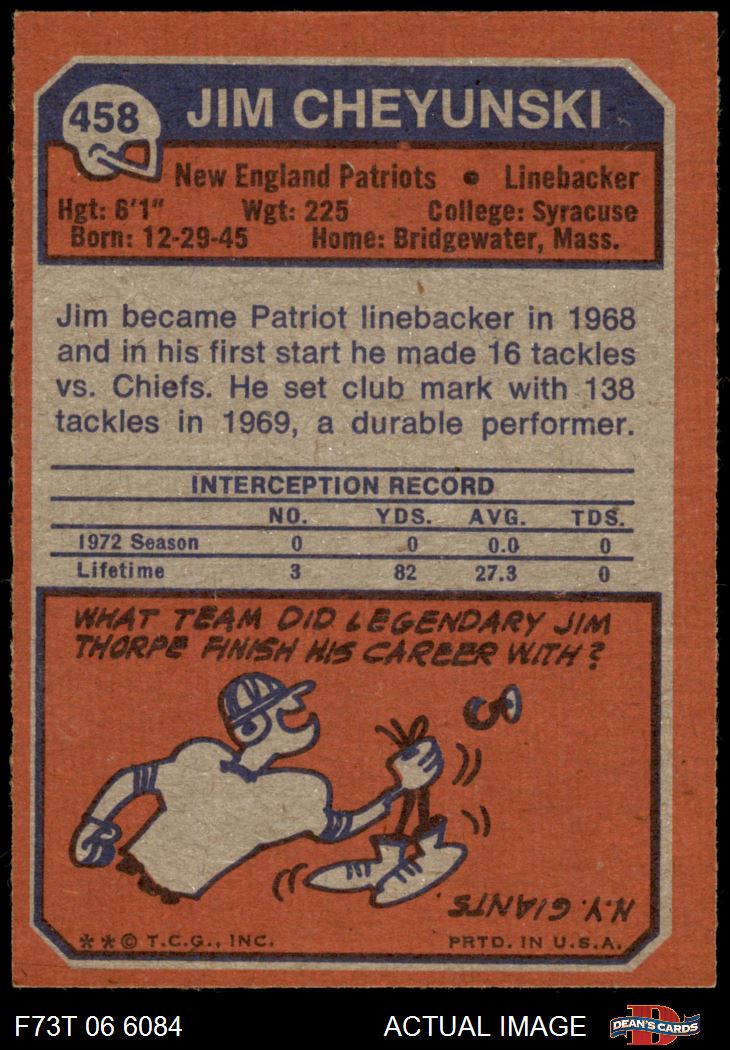 458
JIM CHEYUNSKI
New England Patriots • Linebacker
Hgt: 6'1" Wgt: 225 College: Syracuse
Born: 12-29-45 Home: Bridgewater, Mass.
Jim became Patriot linebacker in 1968
and in his first start he made 16 tackles
vs. Chiefs. He set club mark with 138
tackles in 1969, a durable performer.
INTERCEPTION RECORD
NO. YDS. AVG. TDS.
1972 Season 0 0 0.0 0
Lifetime 3 82 27.3 0
WHAT TEAM DID LEGENDARY JIM
THORPE FINISH HIS CAREER WITH?
N.Y. GIANTS.
**© T.C.G., INC. PRTD. IN U.S.A.
F73T 06 6084 ACTUAL IMAGE
D
DEAN'S CARDS